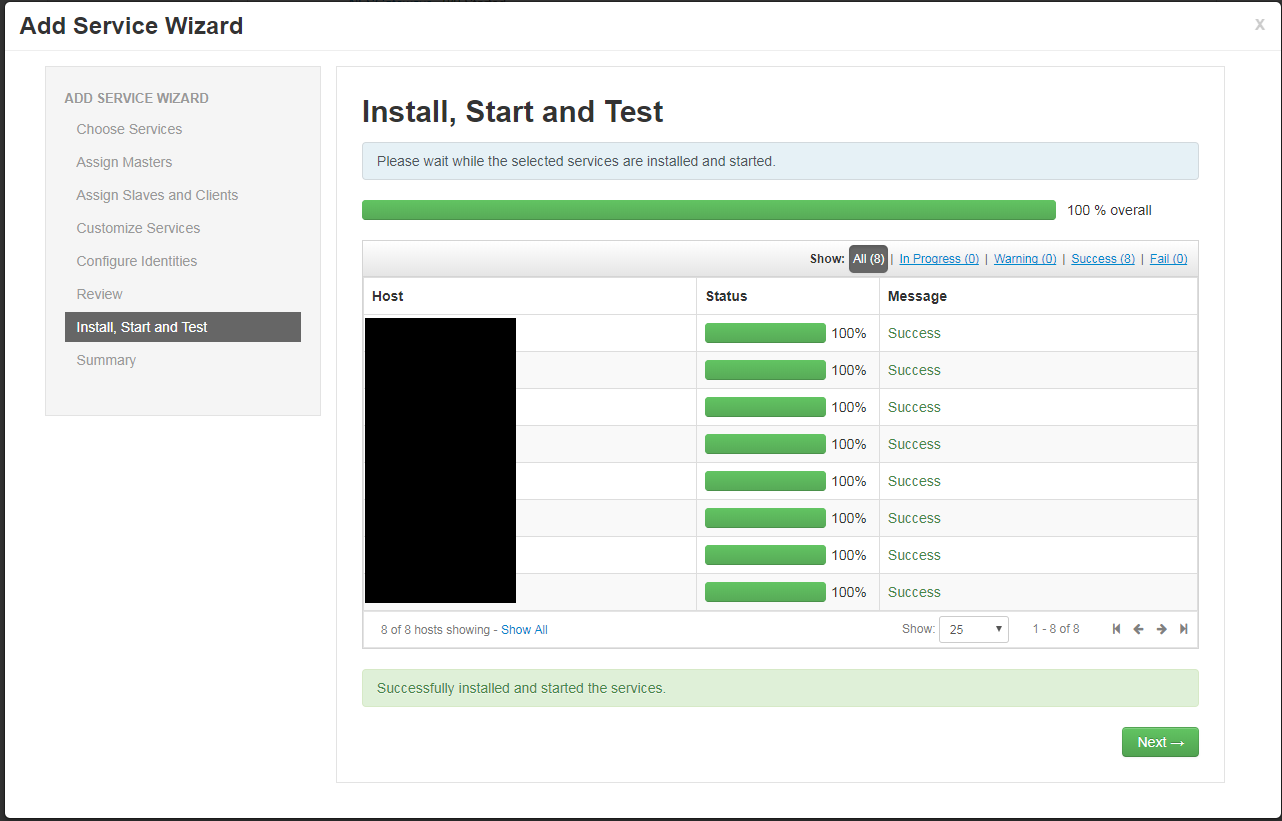 Add Service Wizard
x
ADD SERVICE WIZARD
Choose Services
Assign Masters
Assign Slaves and Clients
Customize Services
Configure Identities
Review
Install, Start and Test
Summary
Install, Start and Test
Please wait while the selected services are installed and started.
100 % overall
Show: All (8) | In Progress (0) | Warning (0) | Success (8) | Fail (0)
Host Status Message
100% Success
100% Success
100% Success
100% Success
100% Success
100% Success
100% Success
100% Success
8 of 8 hosts showing - Show All Show: 25 1 - 8 of 8
Successfully installed and started the services.
Next →